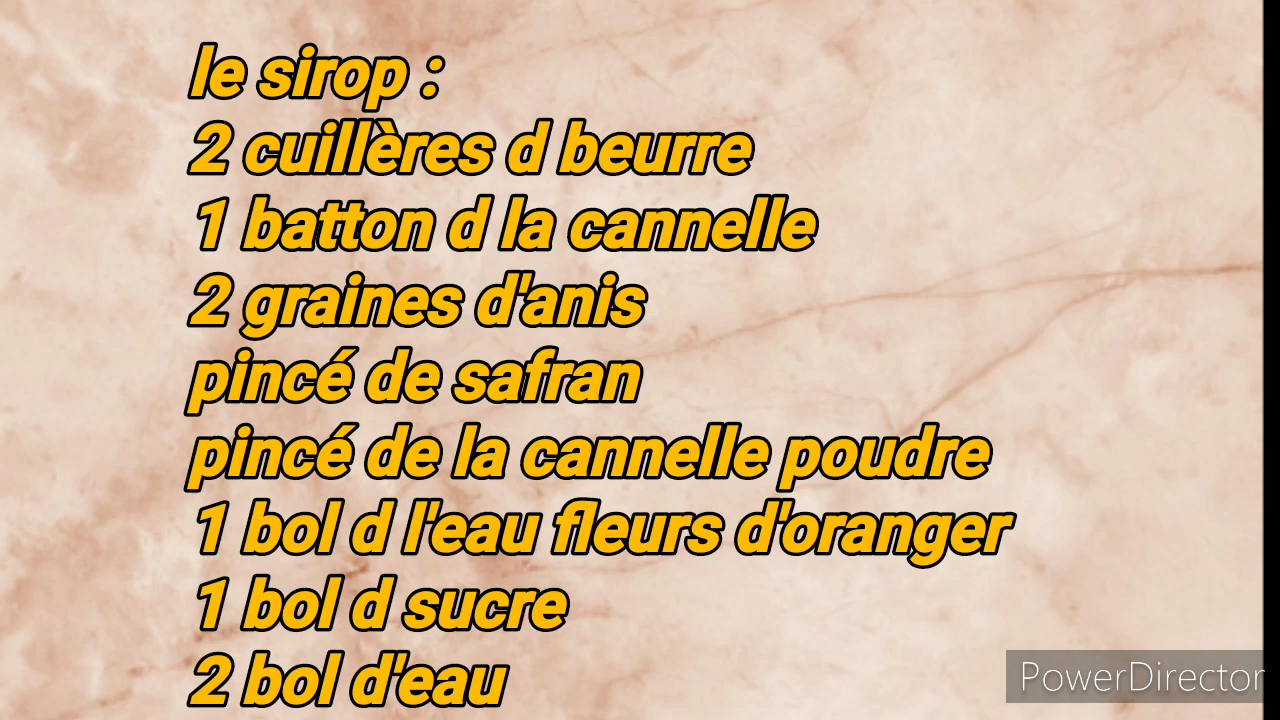 le sirop :
2 cuillères d beurre
1 batton d la cannelle
2 graines d'anis
pincé de safran
pincé de la cannelle poudre
1 bol d l'eau fleurs d'oranger
1 bol d sucre
2 bol d'eau
PowerDirector